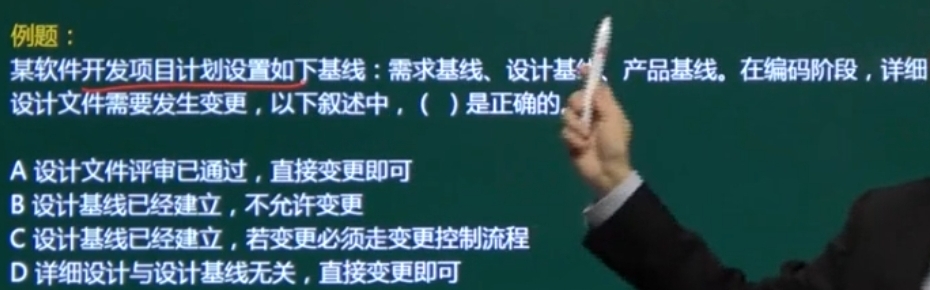 例题：
某软件开发项目计划设置如下基线：需求基线、设计基、产品基线。在编码阶段，详细
设计文件需要发生变更，以下叙述中，（ ）是正确的
A 设计文件评审已通过，直接变更即可
B 设计基线已经建立，不允许变更
C 设计基线已经建立，若变更必须走变更控制流程
D 详细设计与设计基线无关，直接变更即可